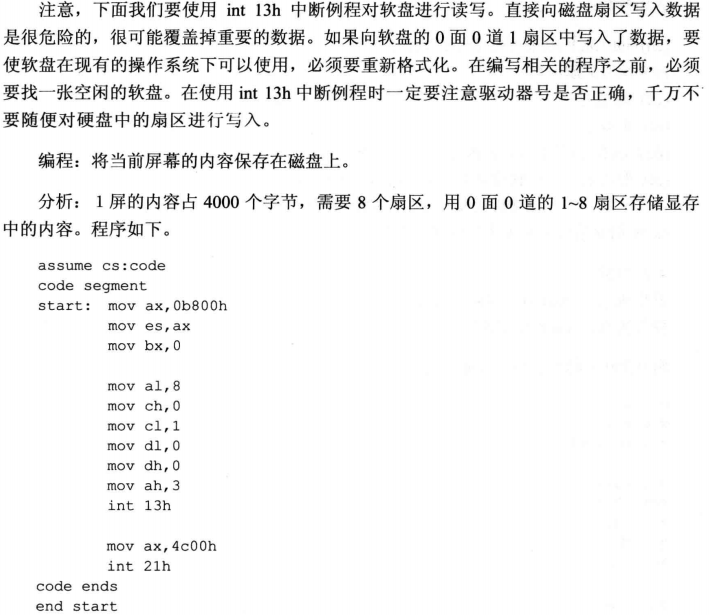 注意，下面我们要使用 int 13h 中断例程对软盘进行读写。直接向磁盘扇区写入数据
是很危险的，很可能覆盖掉重要的数据。如果向软盘的 0 面 0 道 1 扇区中写入了数据，要
使软盘在现有的操作系统下可以使用，必须要重新格式化。在编写相关的程序之前，必须
要找一张空闲的软盘。在使用 int 13h 中断例程时一定要注意驱动器号是否正确，千万不
要随便对硬盘中的扇区进行写入。
编程：将当前屏幕的内容保存在磁盘上。
分析： 1 屏的内容占 4000 个字节，需要 8 个扇区，用 0 面 0 道的 1~8 扇区存储显存
中的内容。程序如下。
assume cs:code
code segment
start: mov ax,0b800h
mov es,ax
mov bx,0
mov al,8
mov ch,0
mov cl,1
mov dl,0
mov dh,0
mov ah,3
int 13h
mov ax,4c00h
int 21h
code ends
end start